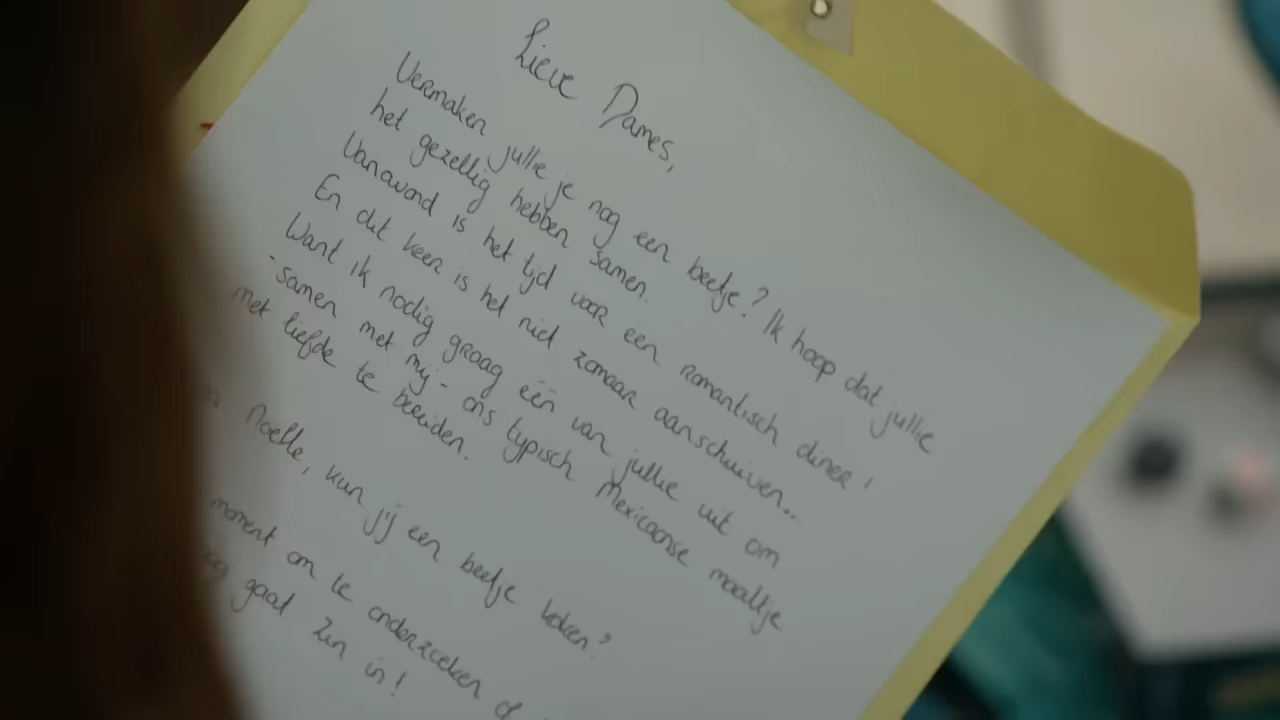 Lieve Dames,
Vermaken jullie je nog een beetje? Ik hoop dat jullie
het gezellig hebben samen.
Vanavond is het tijd voor een romantisch diner!
En dit keer is het niet zomaar aanschuiven..
Want ik nodig graag één van jullie uit om
- samen met mij - ons typisch Mexicaanse maaltje
met liefde te bereiden.
Noelle, kun jij een beetje koken?
moment om te onderzoeken of
gaat Zin in!